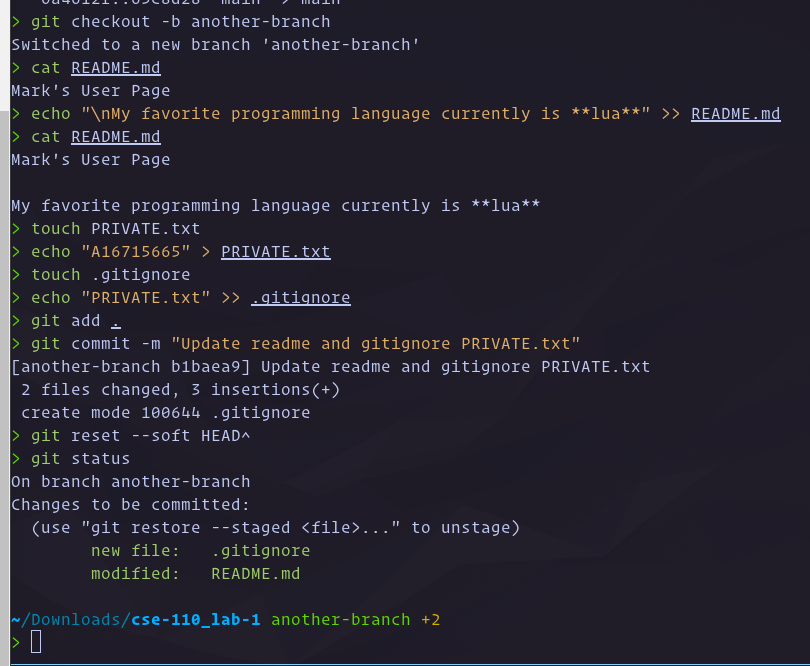 > git checkout -b another-branch
Switched to a new branch 'another-branch'
> cat README.md
Mark's User Page
> echo "\nMy favorite programming language currently is **lua**" >> README.md
> cat README.md
Mark's User Page
My favorite programming language currently is **lua**
> touch PRIVATE.txt
> echo "A16715665" > PRIVATE.txt
> touch .gitignore
> echo "PRIVATE.txt" >> .gitignore
> git add .
> git commit -m "Update readme and gitignore PRIVATE.txt"
[another-branch b1baea9] Update readme and gitignore PRIVATE.txt
2 files changed, 3 insertions(+)
create mode 100644 .gitignore
> git reset --soft HEAD^
> git status
On branch another-branch
Changes to be committed:
(use "git restore --staged <file>..." to unstage)
new file:   .gitignore
modified:   README.md
~/Downloads/cse-110_lab-1 another-branch +2
>